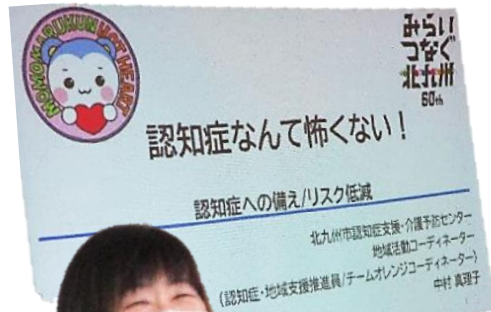 MOMOMARUKUN HOT HEART
みらい
つなぐ
北九州
60th
認知症なんて怖くない！
認知症への備え/リスク低減
北九州市認知症支援・介護予防センター
地域活動コーディネーター
（認知症・地域支援推進員/チームオレンジコーディネーター）
中村 真理子